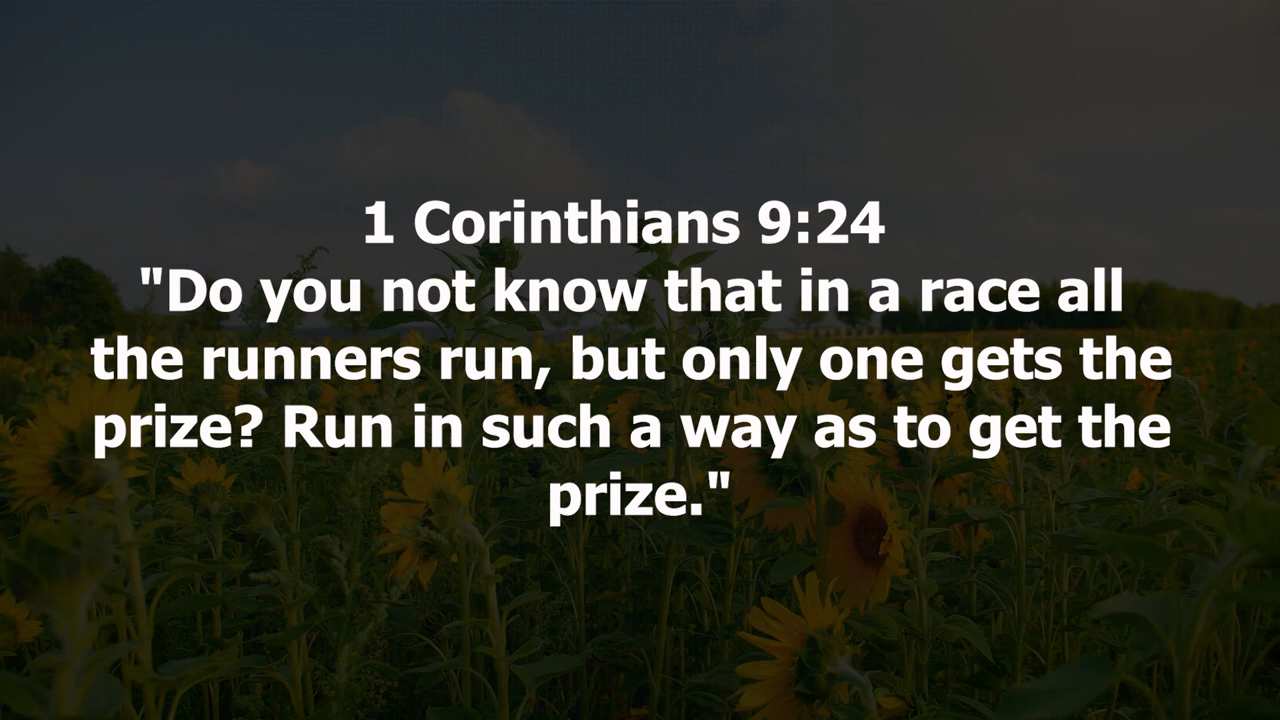 1 Corinthians 9:24
"Do you not know that in a race all
the runners run, but only one gets the
prize? Run in such a way as to get the
prize."